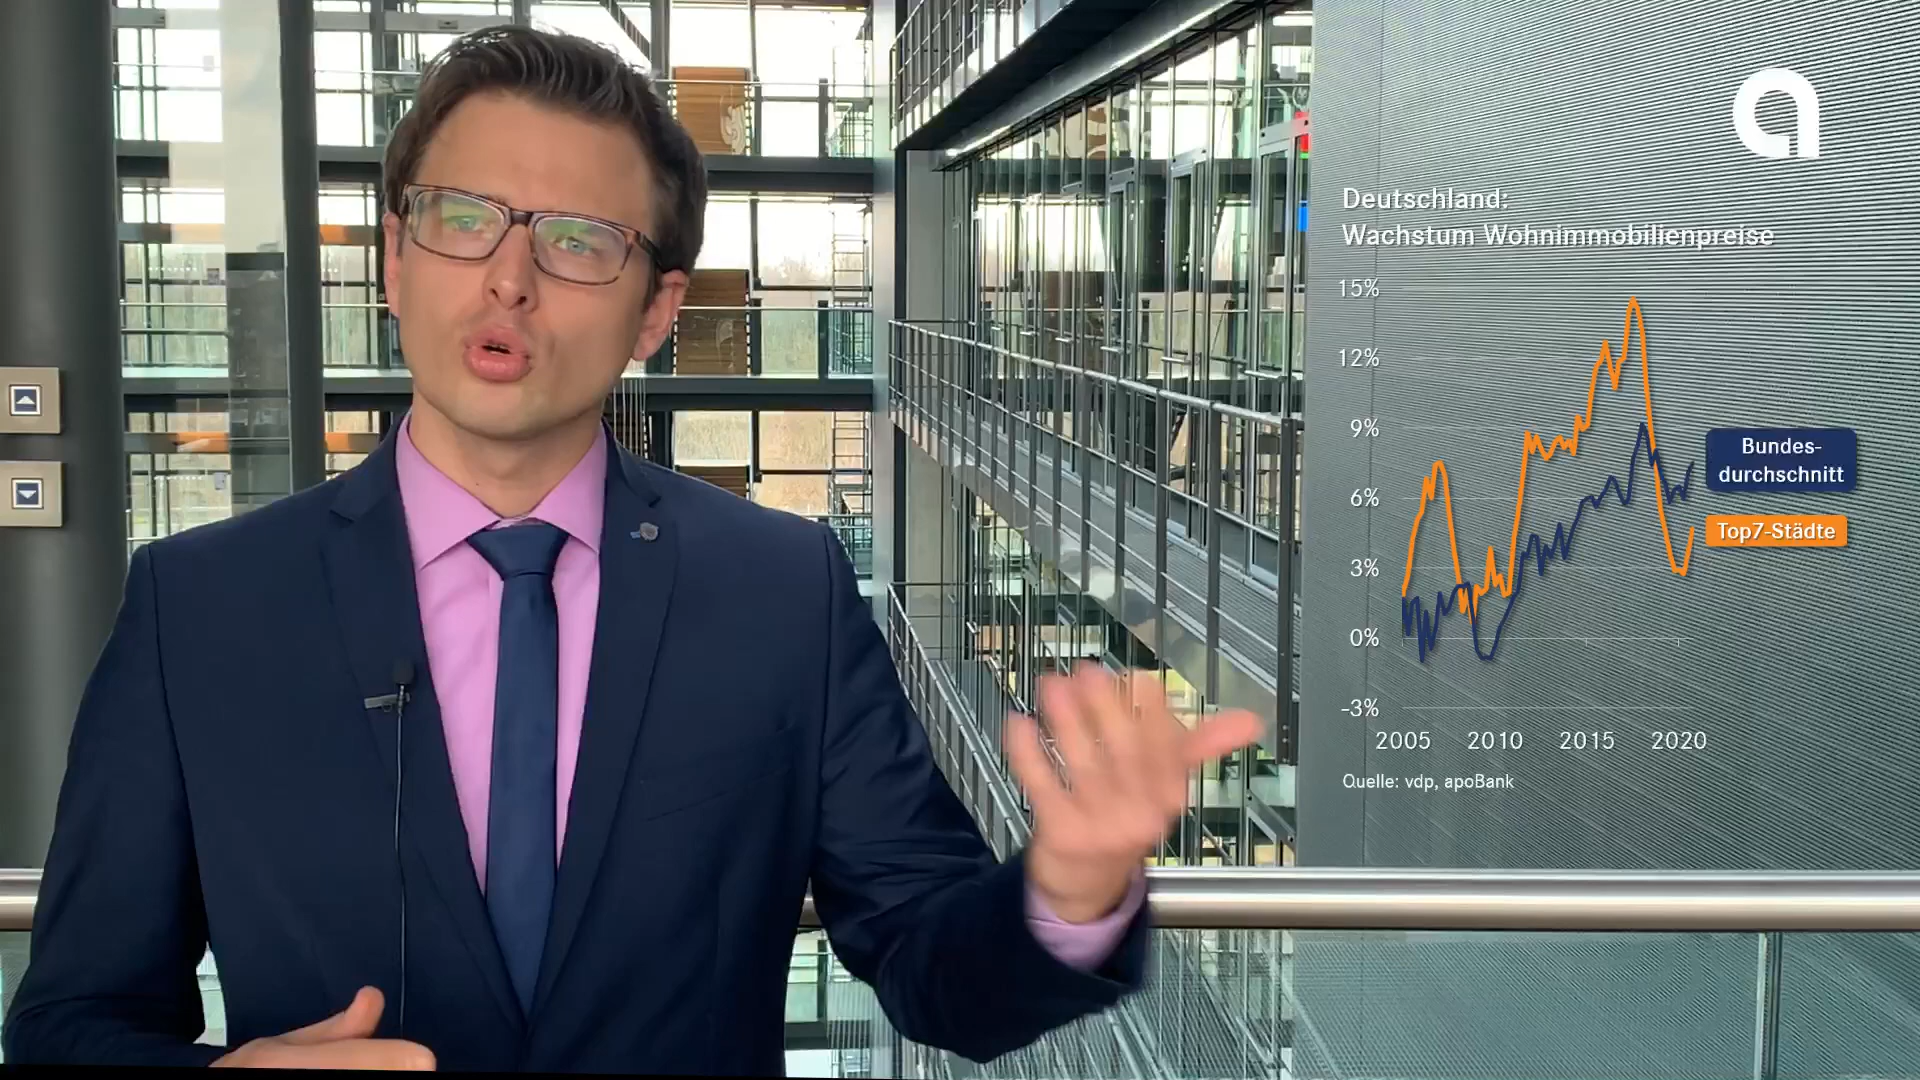 Deutschland:
Wachstum Wohnimmobilienpreise
15%
12%
9%
6%
3%
0%
-3%
2005 2010 2015 2020
Bundes-
durchschnitt
Top7-Städte
Quelle: vdp, apoBank